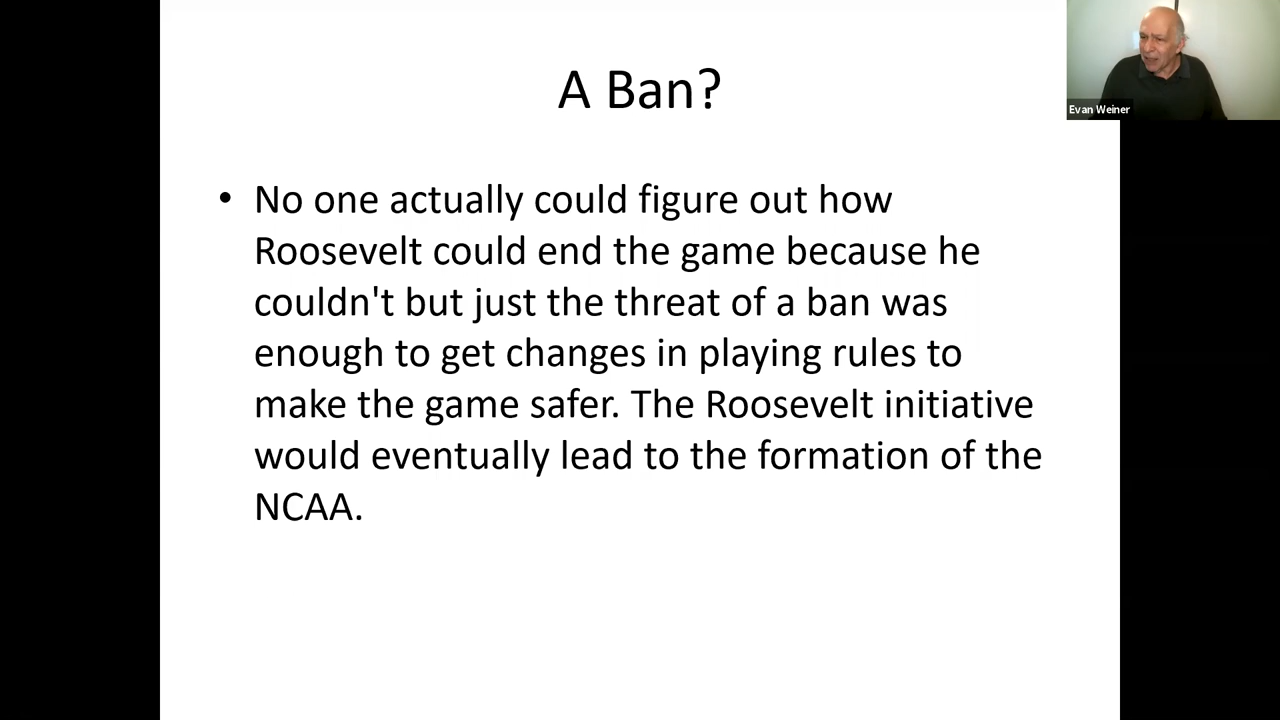 A Ban?
Evan Weiner
• No one actually could figure out how
Roosevelt could end the game because he
couldn't but just the threat of a ban was
enough to get changes in playing rules to
make the game safer. The Roosevelt initiative
would eventually lead to the formation of the
NCAA.